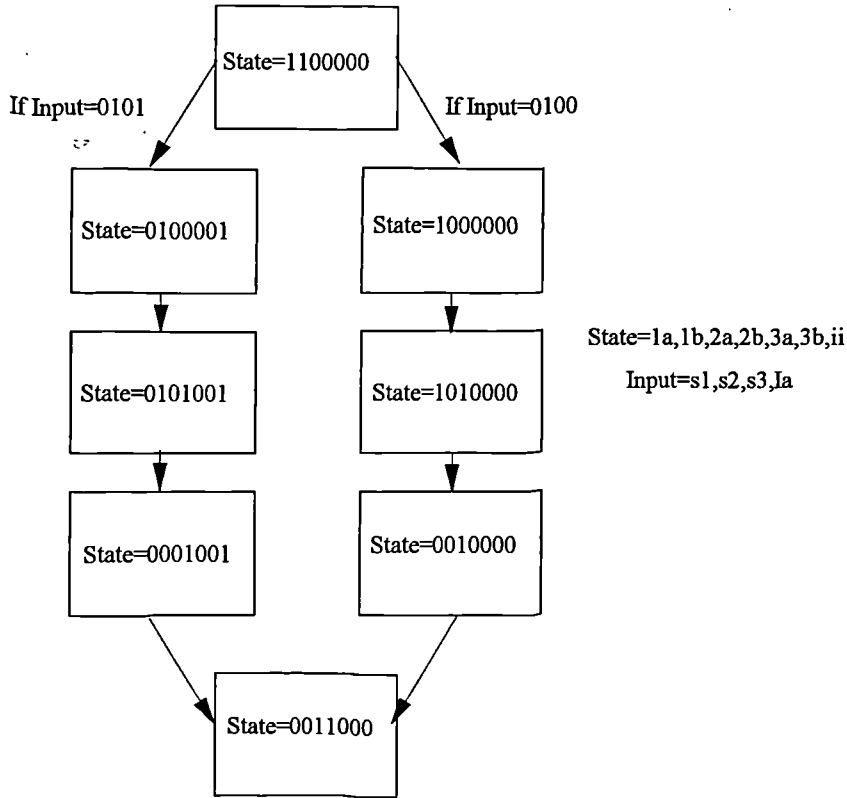 State=1100000
If Input=0101
If Input=0100
State=0100001
State=1000000
State=1a,1b,2a,2b,3a,3b,ii
Input=s1,s2,s3,Ia
State=0101001
State=1010000
State=0001001
State=0010000
State=0011000